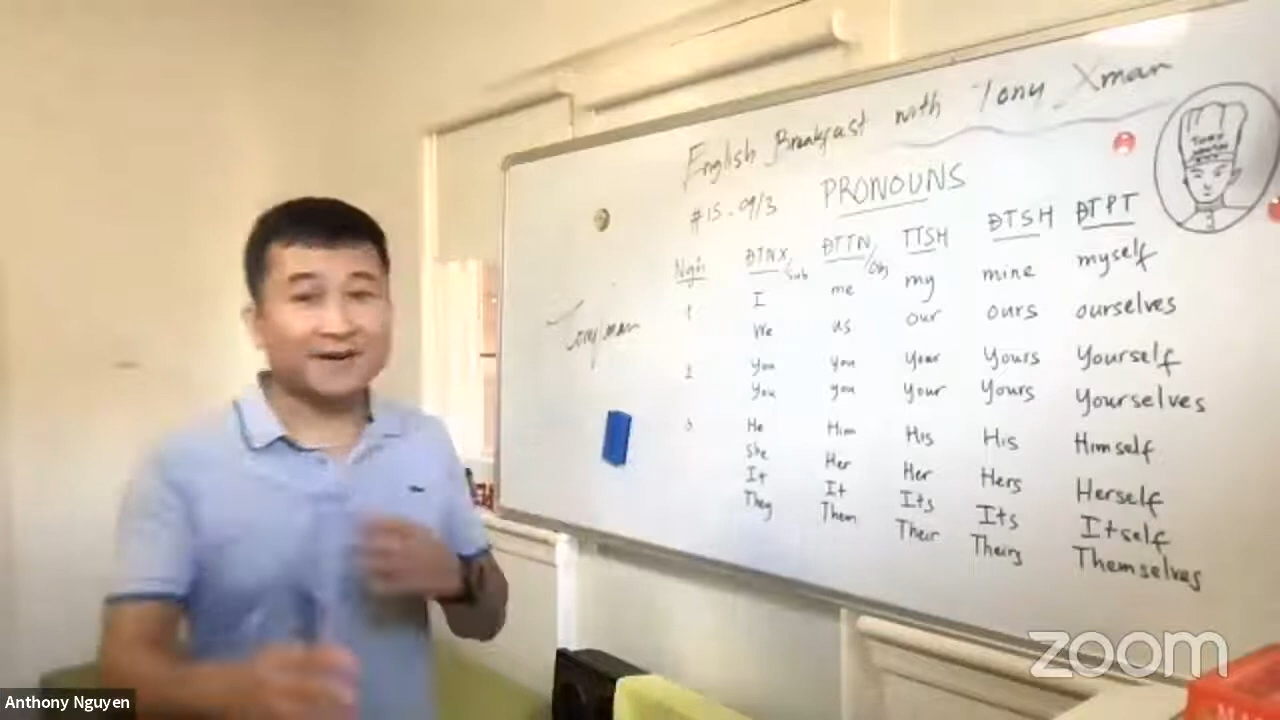 English Breakfast with Tony Xman
#15 - 09/3 PRONOUNS
Ngôi ĐTNX/Sub ĐTTN/Obj TTSH ĐTSH ĐTPT
1 I me my mine myself
We us our ours ourselves
2 you you your yours yourself
you you your yours yourselves
3 He Him His His Himself
She Her Her Hers Herself
It It Its Its Itself
They Them Their Theirs Themselves
TONY
zoom
Anthony Nguyen